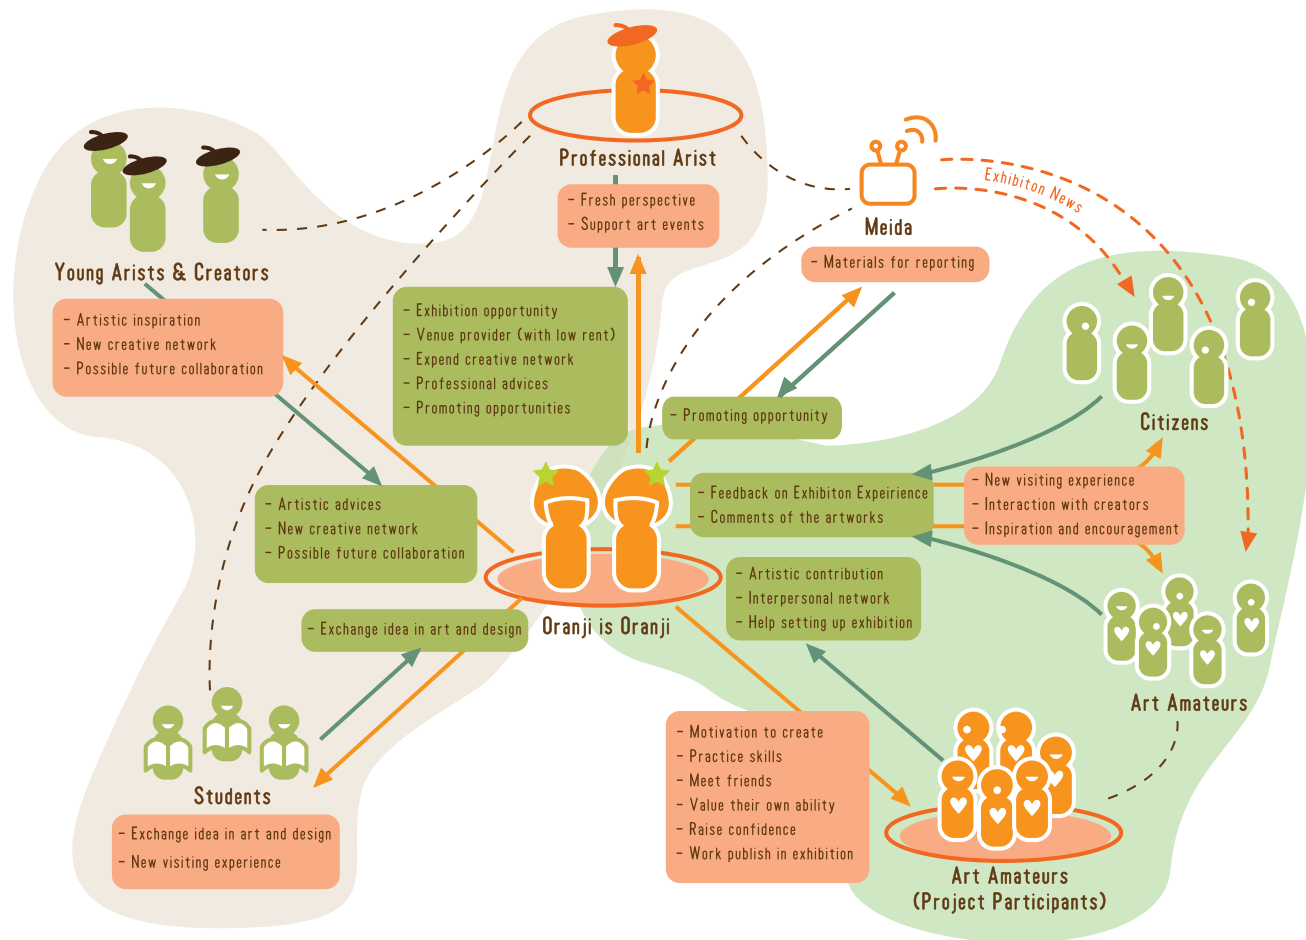 Professional Arist
- Fresh perspective
- Support art events
Meida
- Materials for reporting
Exhibiton News
Young Arists & Creators
- Artistic inspiration
- New creative network
- Possible future collaboration
- Exhibition opportunity
- Venue provider (with low rent)
- Expend creative network
- Professional advices
- Promoting opportunities
- Promoting opportunity
Citizens
- Feedback on Exhibiton Expeirience
- Comments of the artworks
- New visiting experience
- Interaction with creators
- Inspiration and encouragement
- Artistic advices
- New creative network
- Possible future collaboration
- Artistic contribution
- Interpersonal network
- Help setting up exhibition
- Exchange idea in art and design
Oranji is Oranji
Art Amateurs
- Motivation to create
- Practice skills
- Meet friends
- Value their own ability
- Raise confidence
- Work publish in exhibition
Students
- Exchange idea in art and design
- New visiting experience
Art Amateurs
(Project Participants)